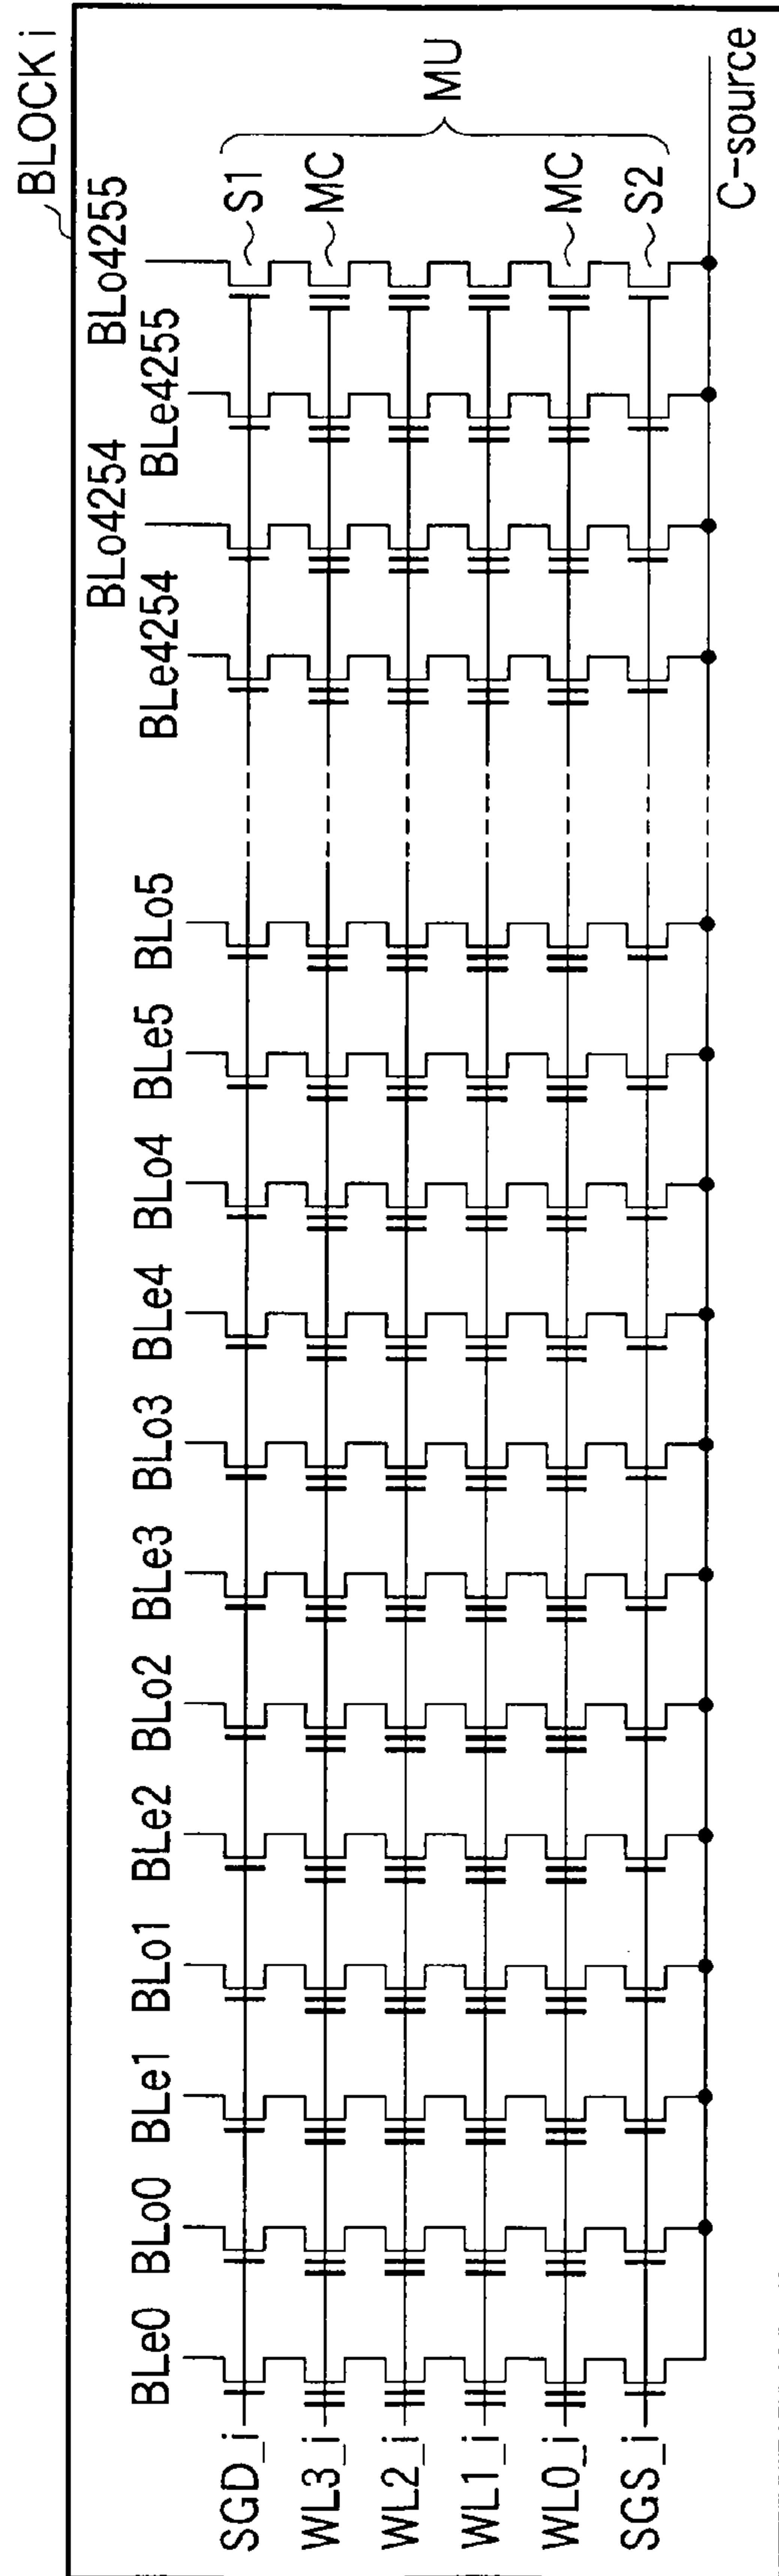 BLOCK i
BLe0 BLo0 BLe1 BLo1 BLe2 BLo2 BLe3 BLo3 BLe4 BLo4 BLe5 BLo5 BLe4254 BLo4254 BLe4255 BLo4255
SGD_i
S1
WL3_i
MC
WL2_i
WL1_i
MU
WL0_i
MC
SGS_i
S2
C-source